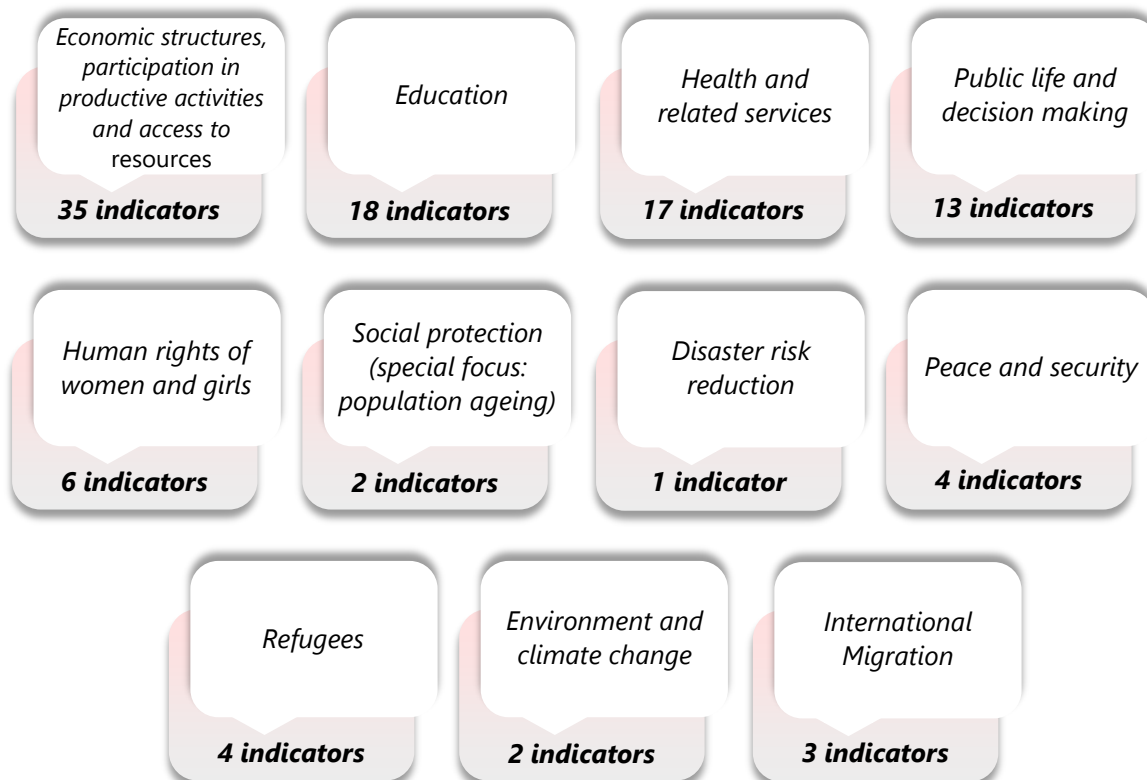 Economic structures,
participation in
productive activities
and access to
resources
35 indicators
Education
18 indicators
Health and
related services
17 indicators
Public life and
decision making
13 indicators
Human rights of
women and girls
6 indicators
Social protection
(special focus:
population ageing)
2 indicators
Disaster risk
reduction
1 indicator
Peace and security
4 indicators
Refugees
4 indicators
Environment and
climate change
2 indicators
International
Migration
3 indicators